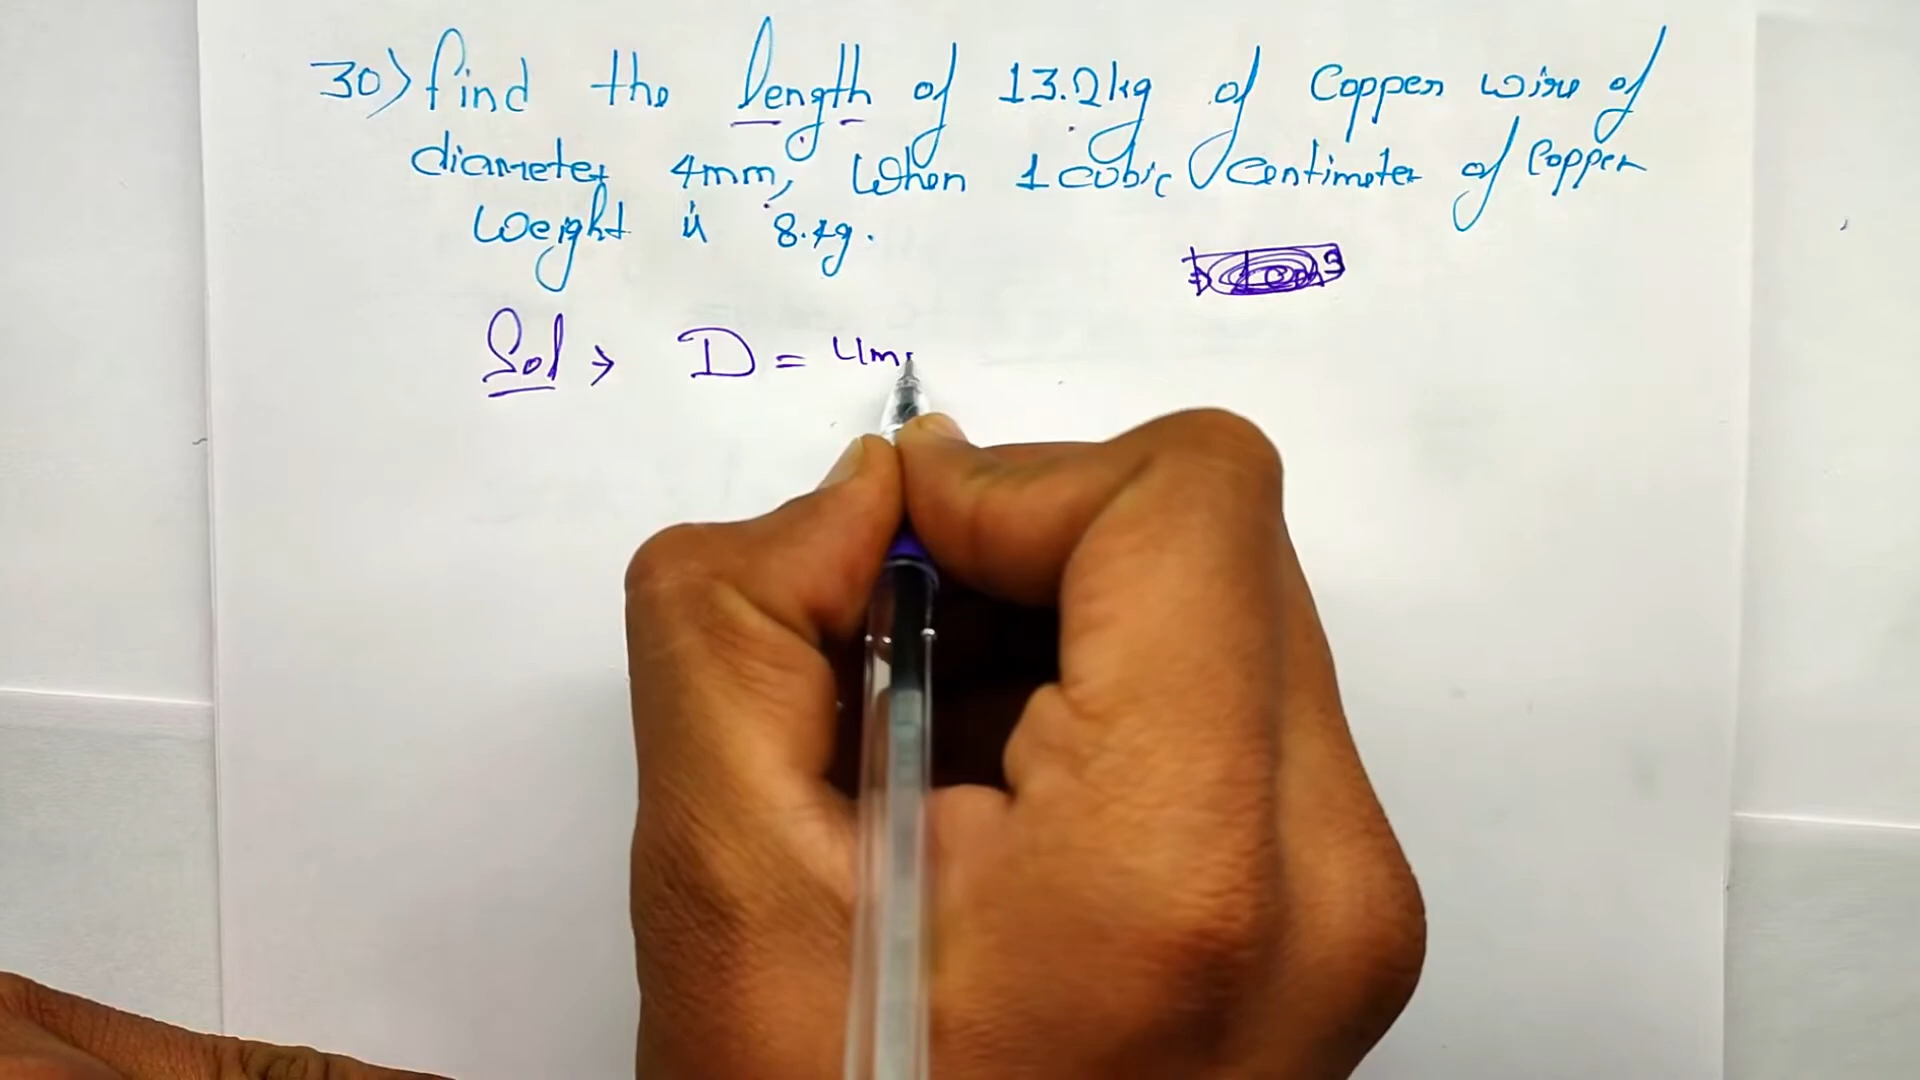 30) find the length of 13.2kg of Copper wire of
diameter 4mm, When 1 cubic Centimeter of Copper
weight is 8.4g.
Sol > D = 4m